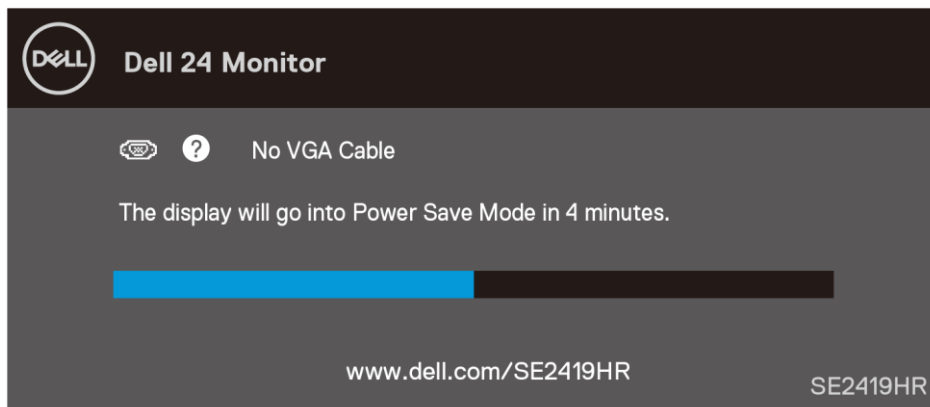 DELL
Dell 24 Monitor
? No VGA Cable
The display will go into Power Save Mode in 4 minutes.
www.dell.com/SE2419HR
SE2419HR